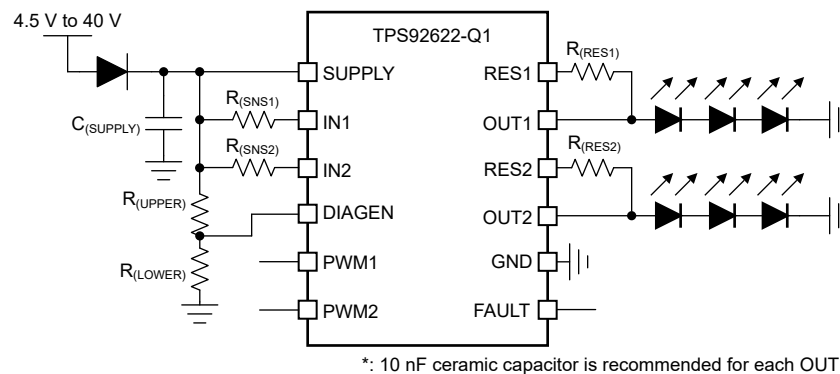 4.5 V to 40 V
TPS92622-Q1
SUPPLY
RES1
R(RES1)
C(SUPPLY)
R(SNS1)
IN1
OUT1
R(SNS2)
IN2
RES2
R(RES2)
R(UPPER)
DIAGEN
OUT2
R(LOWER)
PWM1
GND
PWM2
FAULT
*: 10 nF ceramic capacitor is recommended for each OUT